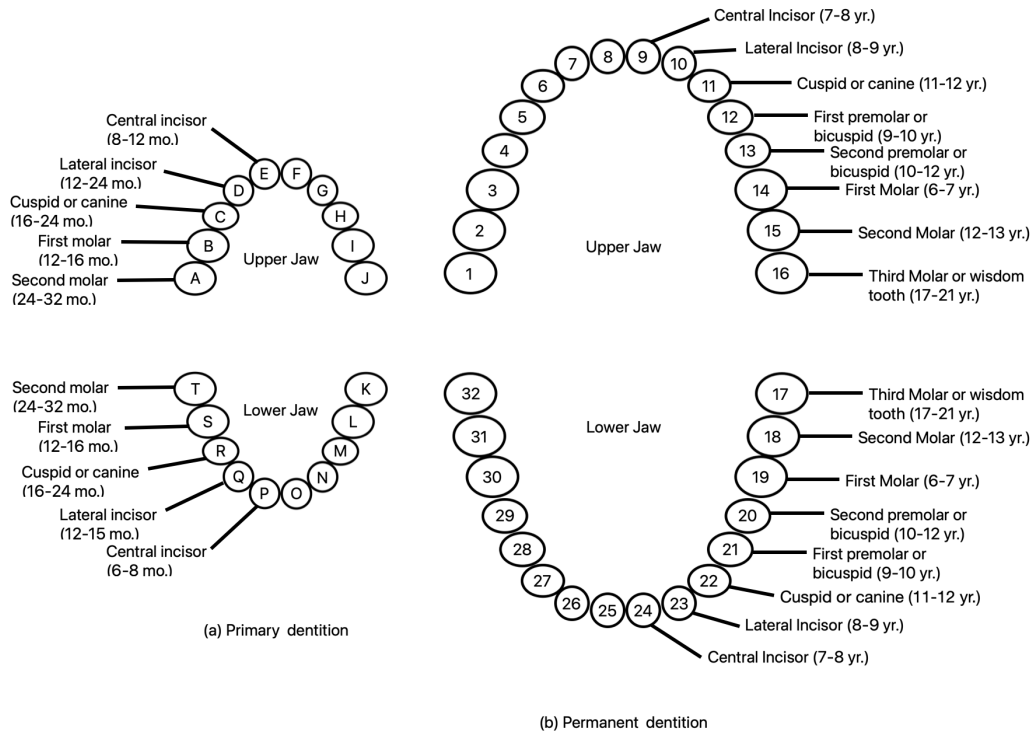 Central incisor
(8-12 mo.)
Lateral incisor
(12-24 mo.)
Cuspid or canine
(16-24 mo.)
First molar
(12-16 mo.)
Second molar
(24-32 mo.)
A
B
C
D
E
F
G
H
I
J
Upper Jaw
Second molar
(24-32 mo.)
First molar
(12-16 mo.)
Cuspid or canine
(16-24 mo.)
Lateral incisor
(12-15 mo.)
Central incisor
(6-8 mo.)
T
S
R
Q
P
O
N
M
L
K
Lower Jaw
(a) Primary dentition
1
2
3
4
5
6
7
8
9
10
11
12
13
14
15
16
Upper Jaw
Central Incisor (7-8 yr.)
Lateral Incisor (8-9 yr.)
Cuspid or canine (11-12 yr.)
First premolar or
bicuspid (9-10 yr.)
Second premolar or
bicuspid (10-12 yr.)
First Molar (6-7 yr.)
Second Molar (12-13 yr.)
Third Molar or wisdom
tooth (17-21 yr.)
32
31
30
29
28
27
26
25
24
23
22
21
20
19
18
17
Lower Jaw
Third Molar or wisdom
tooth (17-21 yr.)
Second Molar (12-13 yr.)
First Molar (6-7 yr.)
Second premolar or
bicuspid (10-12 yr.)
First premolar or
bicuspid (9-10 yr.)
Cuspid or canine (11-12 yr.)
Lateral Incisor (8-9 yr.)
Central Incisor (7-8 yr.)
(b) Permanent dentition